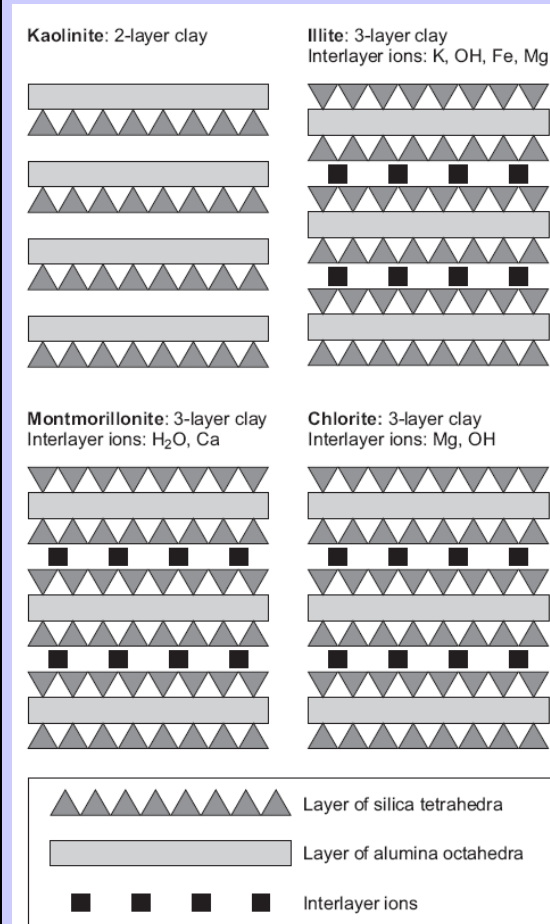 Kaolinite: 2-layer clay
Illite: 3-layer clay
Interlayer ions: K, OH, Fe, Mg
Montmorillonite: 3-layer clay
Interlayer ions: H₂O, Ca
Chlorite: 3-layer clay
Interlayer ions: Mg, OH
Layer of silica tetrahedra
Layer of alumina octahedra
Interlayer ions